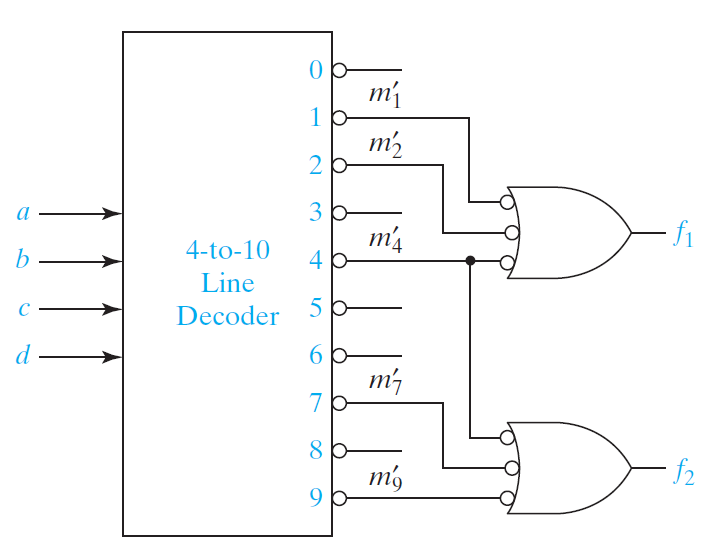 0
m′₁
1
m′₂
2
a
3
m′₄
b
4-to-10
Line
Decoder
4
c
5
d
6
m′₇
7
8
m′₉
9
f₁
f₂